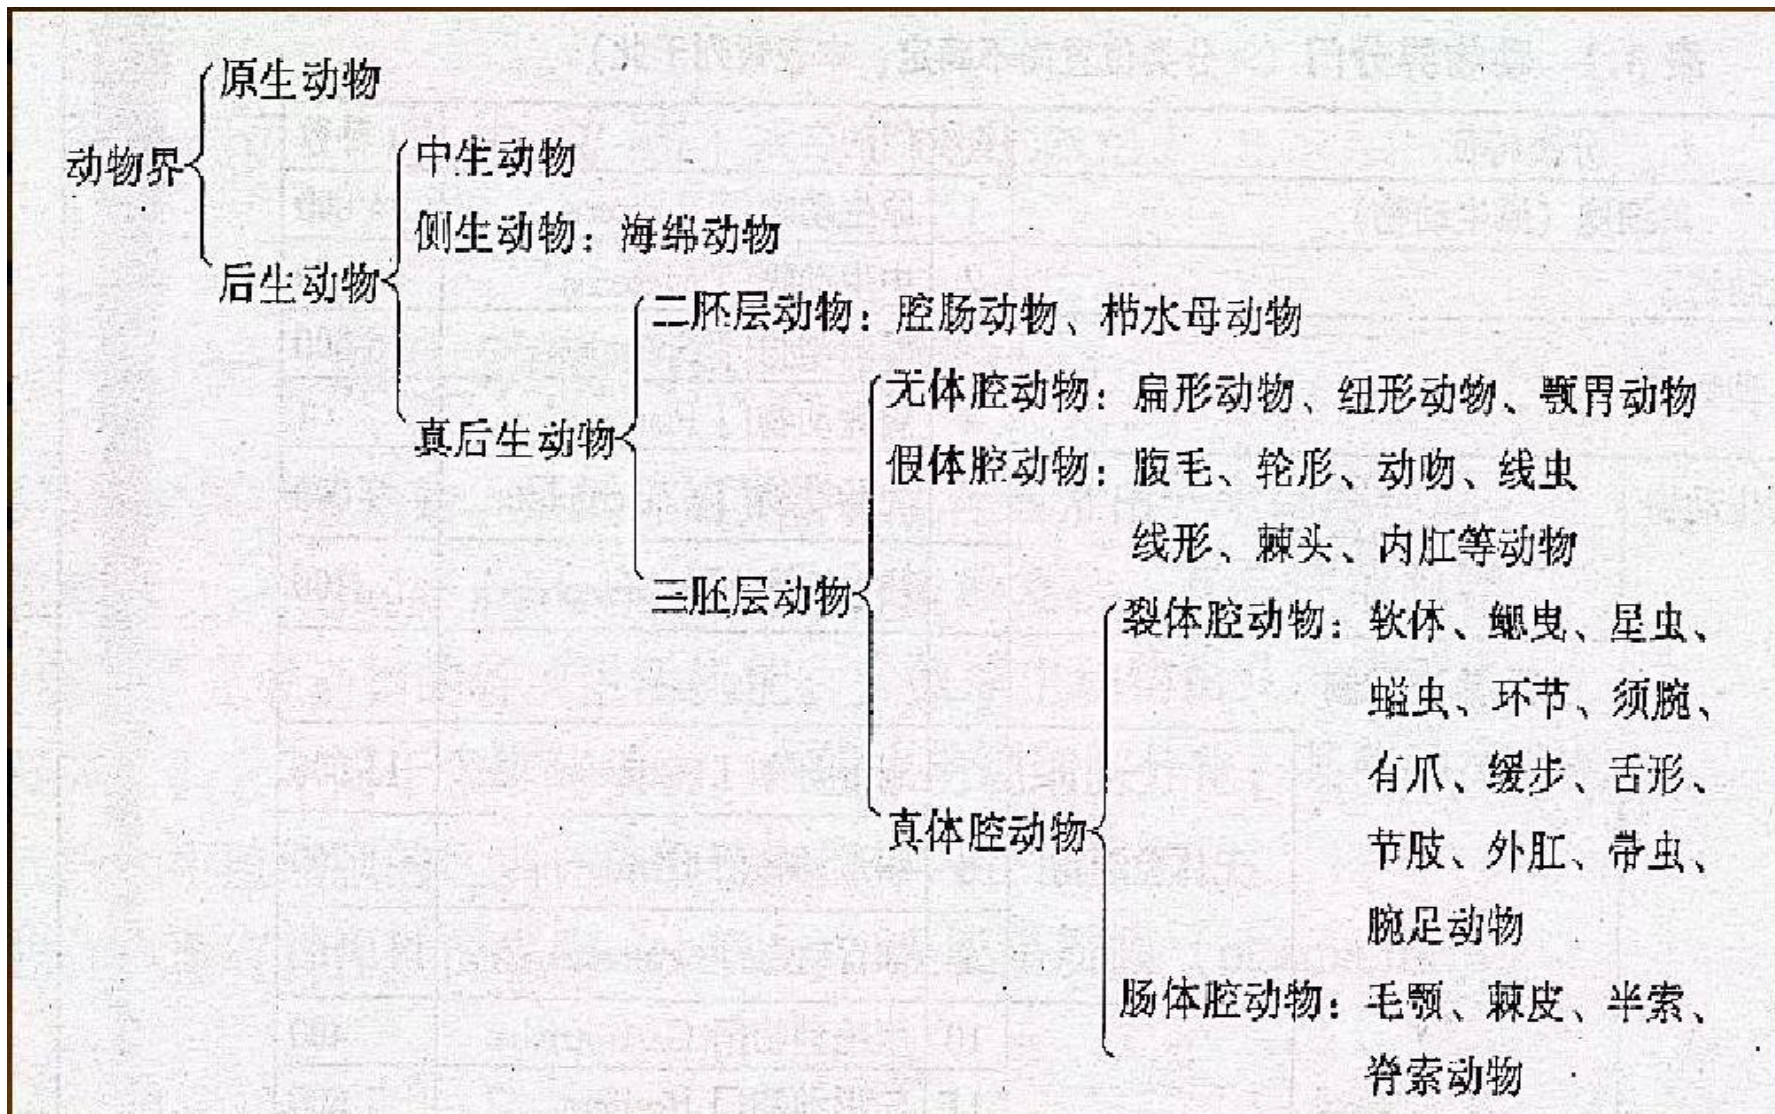 原生动物
动物界
中生动物
侧生动物：海绵动物
后生动物
二胚层动物：腔肠动物、栉水母动物
无体腔动物：扁形动物、纽形动物、颚胃动物
真后生动物
假体腔动物：腹毛、轮形、动吻、线虫
线形、棘头、内肛等动物
三胚层动物
裂体腔动物：软体、鳃曳、星虫、
螠虫、环节、须腕、
有爪、缓步、舌形、
真体腔动物
节肢、外肛、帚虫、
腕足动物
肠体腔动物：毛颚、棘皮、半索、
脊索动物